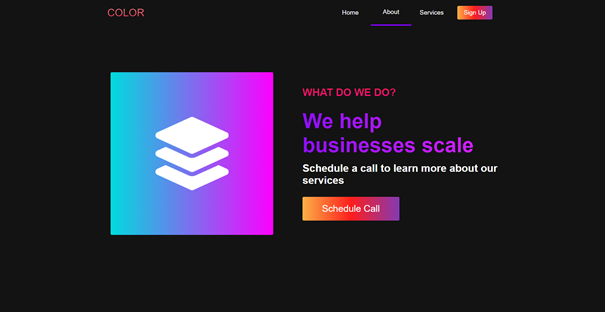 COLOR
Home
About
Services
Sign Up
WHAT DO WE DO?
We help
businesses scale
Schedule a call to learn more about our
services
Schedule Call